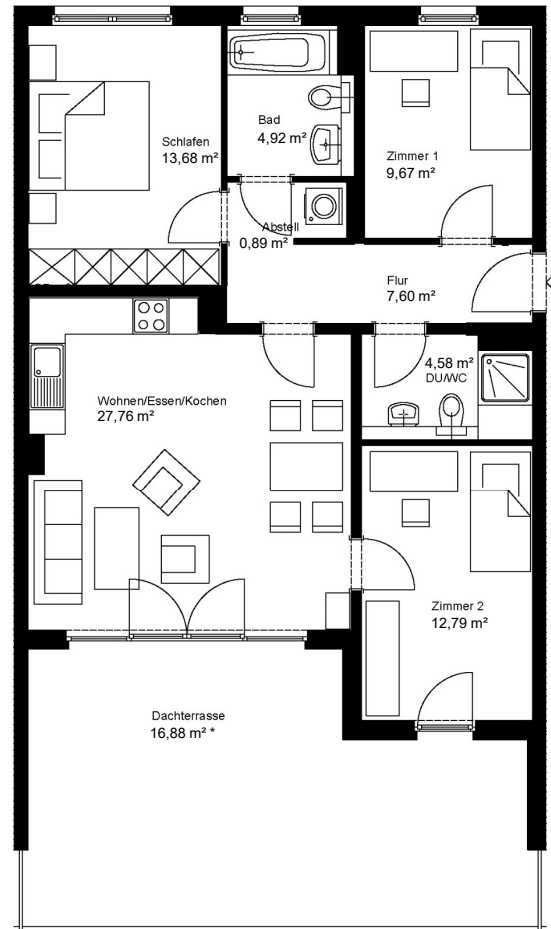 Schlafen
13,68 m²
Bad
4,92 m²
Zimmer 1
9,67 m²
Abstell
0,89 m²
Flur
7,60 m²
K
4,58 m²
DU/WC
Wohnen/Essen/Kochen
27,76 m²
Zimmer 2
12,79 m²
Dachterrasse
16,88 m² *